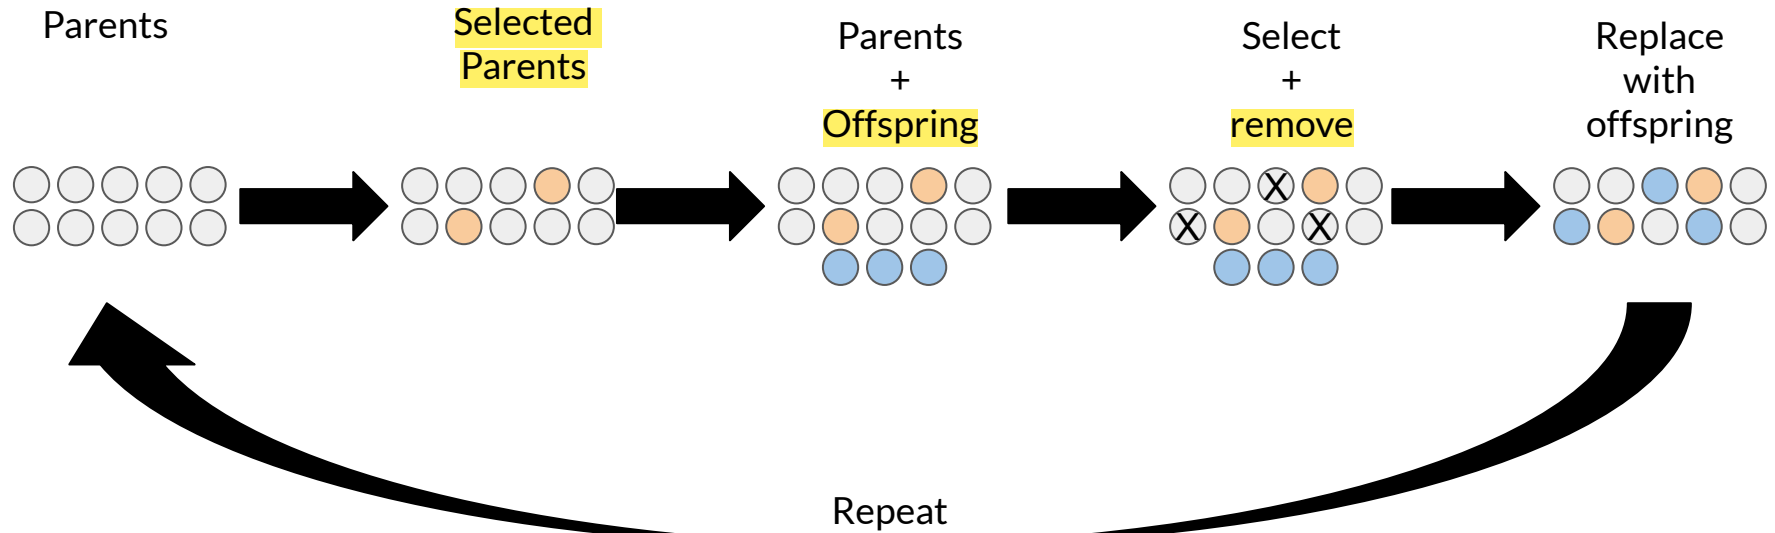 Parents
Selected
Parents
Parents
+
Offspring
Select
+
remove
Replace
with
offspring
X
X
X
Repeat